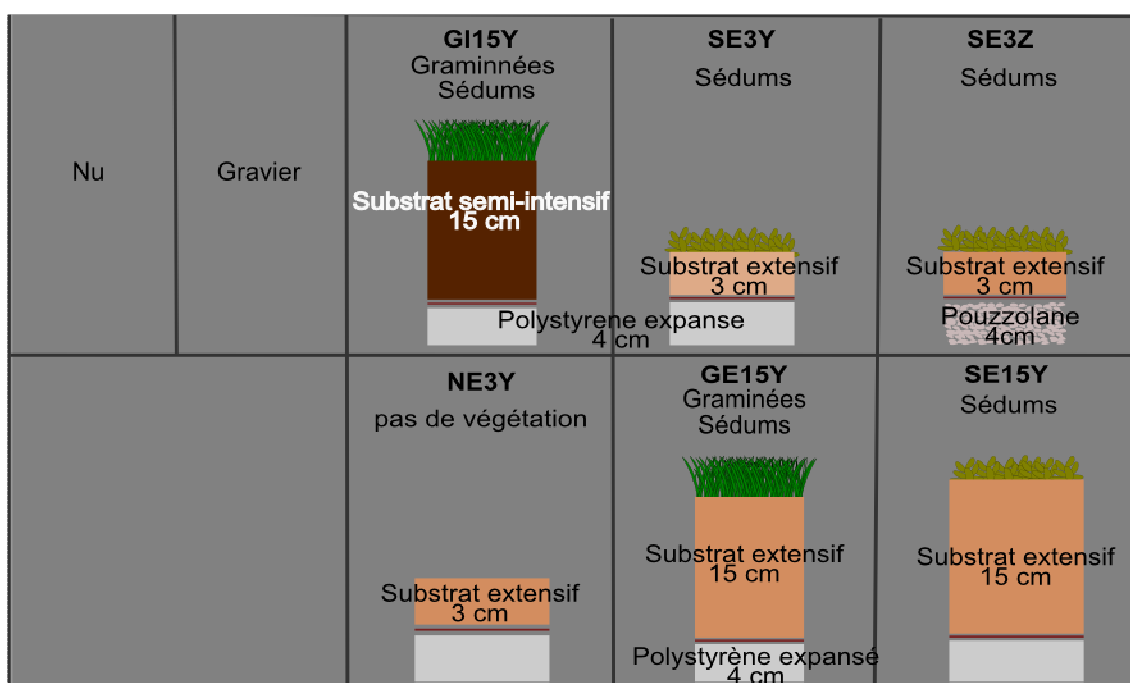 Nu
Gravier
GI15Y
Graminnées
Sédums
Substrat semi-intensif
15 cm
SE3Y
Sédums
Substrat extensif
3 cm
Polystyrene expanse
4 cm
SE3Z
Sédums
Substrat extensif
3 cm
Pouzzolane
4cm
NE3Y
pas de végétation
Substrat extensif
3 cm
GE15Y
Graminées
Sédums
Substrat extensif
15 cm
Polystyrène expansé
4 cm
SE15Y
Sédums
Substrat extensif
15 cm